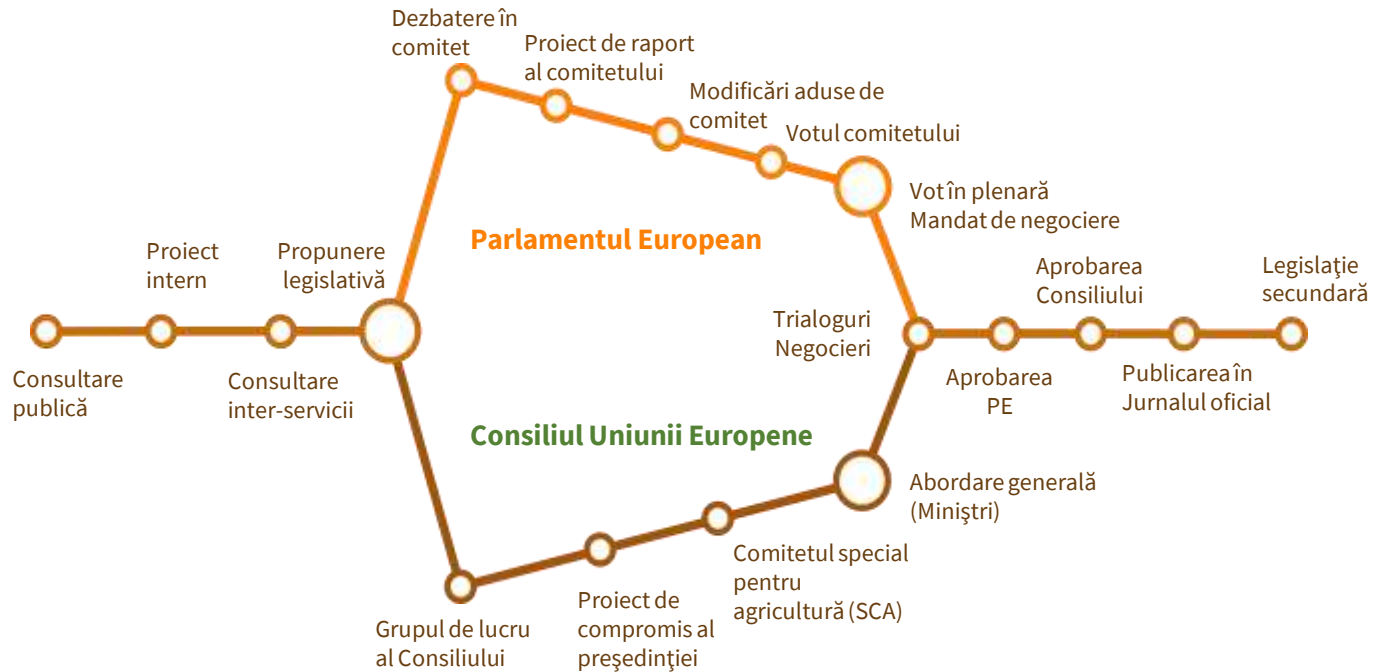 Dezbatere în
comitet
Proiect de raport
al comitetului
Modificări aduse de
comitet
Votul comitetului
Vot în plenară
Mandat de negociere
Parlamentul European
Proiect
intern
Propunere
legislativă
Aprobarea
Consiliului
Legislaţie
secundară
Trialoguri
Negocieri
Consultare
publică
Consultare
inter-servicii
Aprobarea
PE
Publicarea în
Jurnalul oficial
Consiliul Uniunii Europene
Abordare generală
(Miniştri)
Comitetul special
pentru
agricultură (SCA)
Proiect de
compromis al
preşedinţiei
Grupul de lucru
al Consiliului